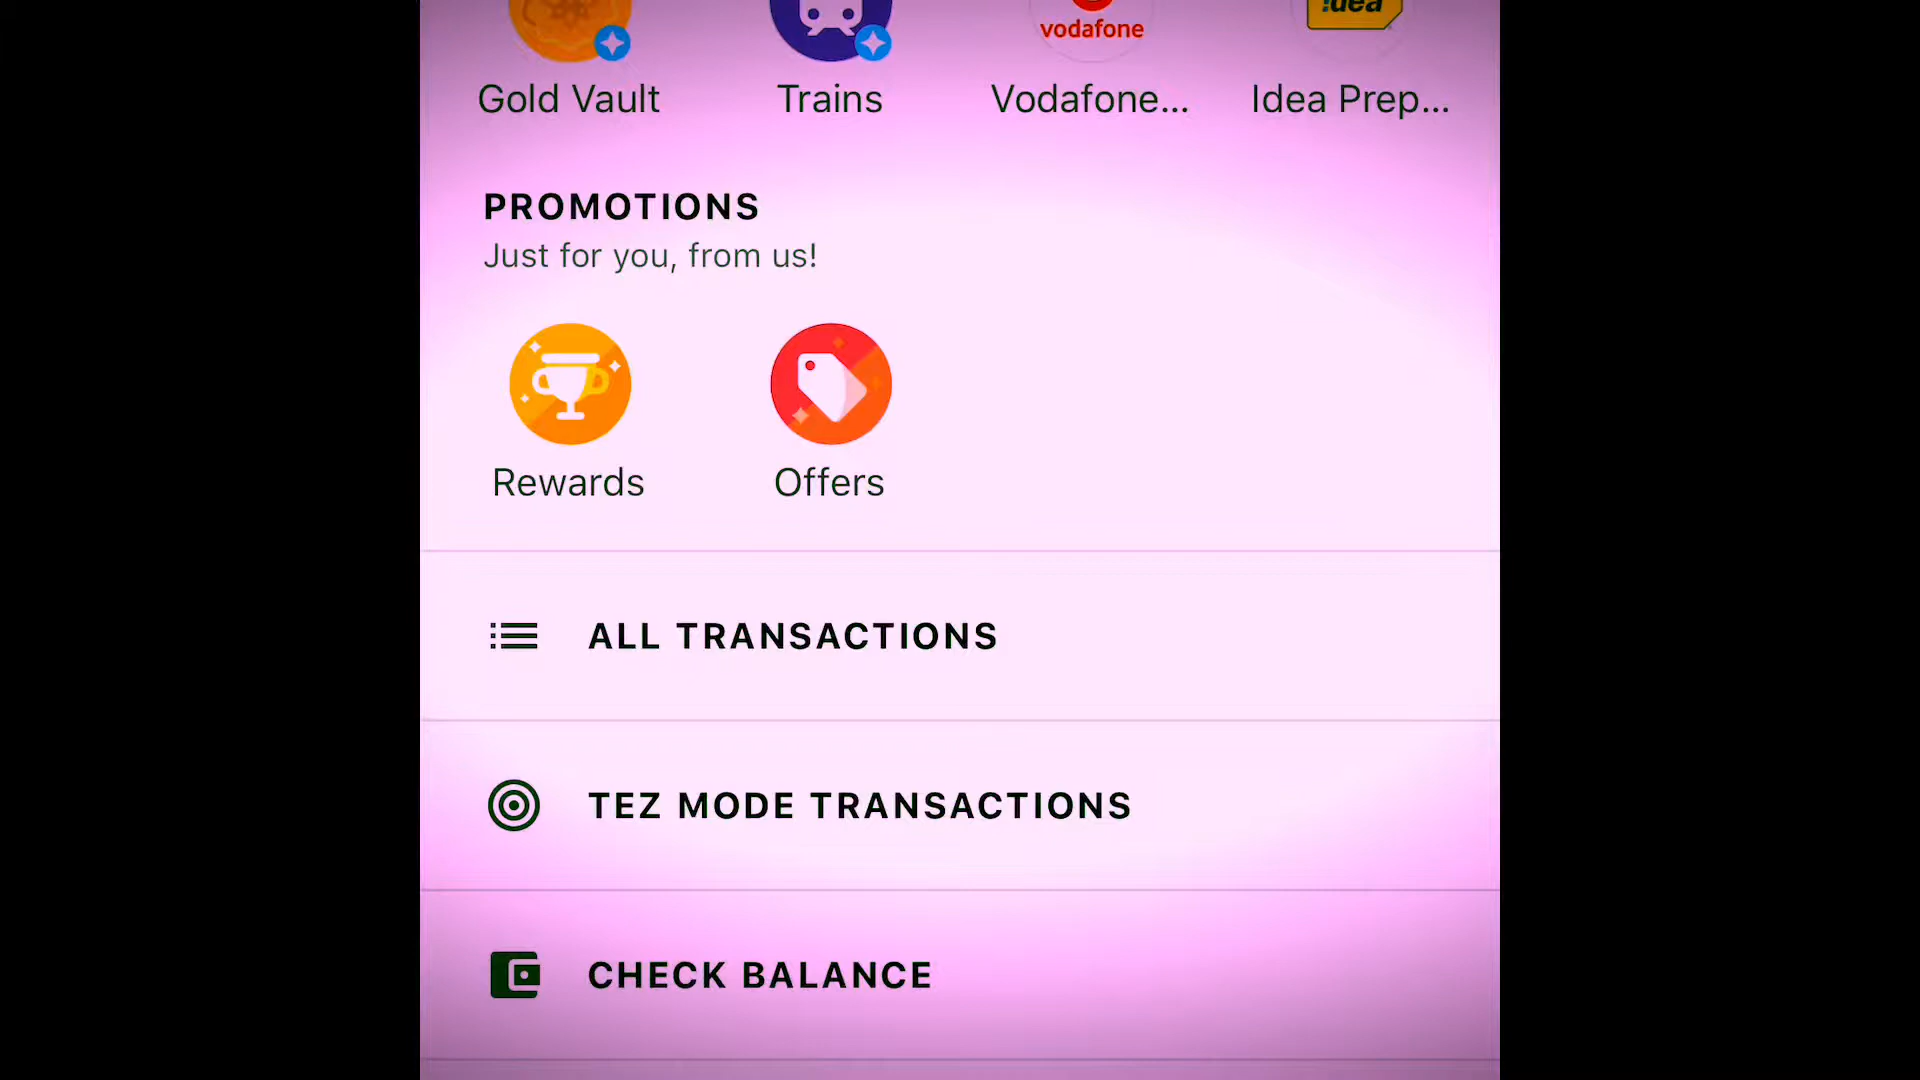 !dea
vodafone
Gold Vault
Trains
Vodafone...
Idea Prep...
PROMOTIONS
Just for you, from us!
Rewards
Offers
ALL TRANSACTIONS
TEZ MODE TRANSACTIONS
CHECK BALANCE